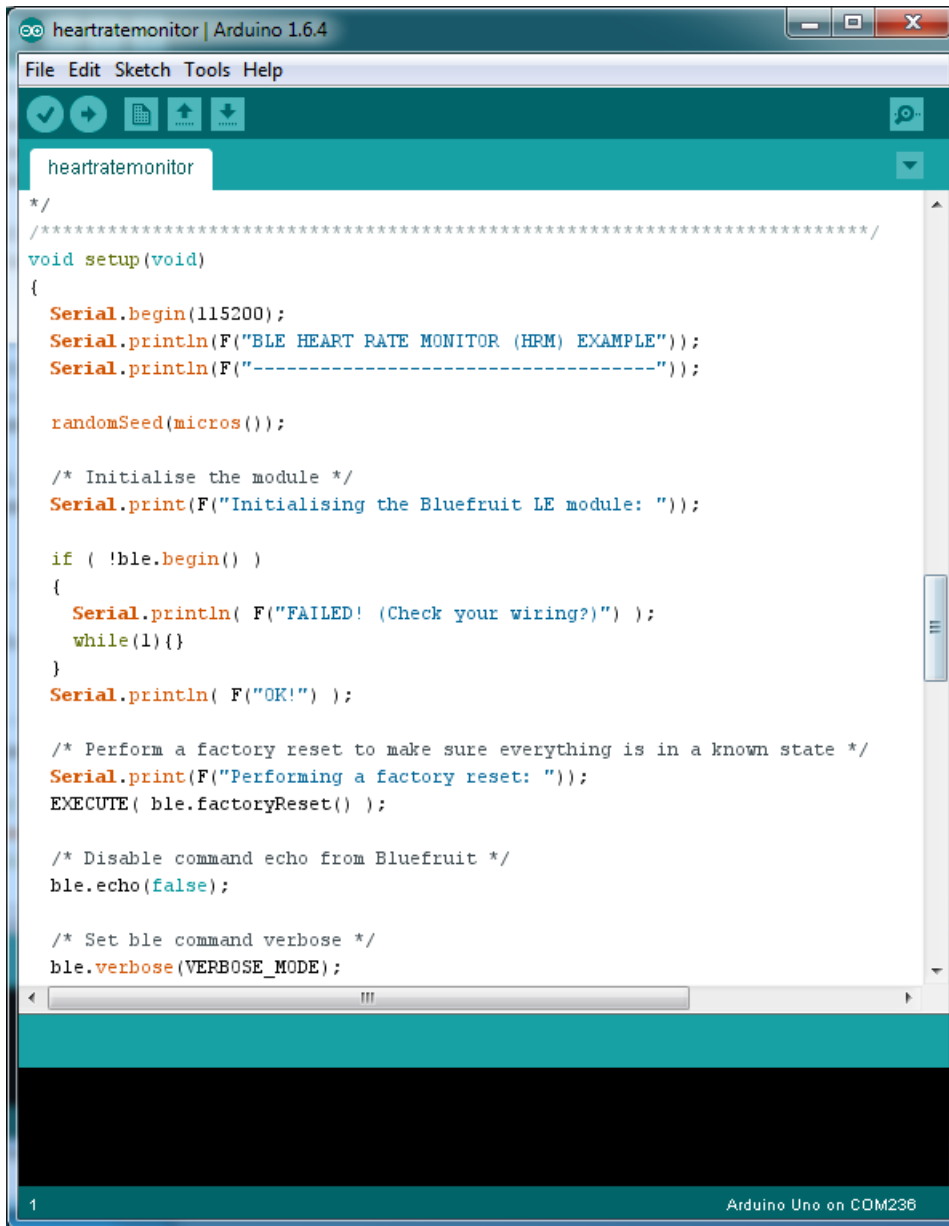 heartratemonitor | Arduino 1.6.4
File Edit Sketch Tools Help
heartratemonitor
*/
/**************************************************************************/
void setup(void)
{
  Serial.begin(115200);
  Serial.println(F("BLE HEART RATE MONITOR (HRM) EXAMPLE"));
  Serial.println(F("------------------------------------"));
  randomSeed(micros());
  /* Initialise the module */
  Serial.print(F("Initialising the Bluefruit LE module: "));
  if ( !ble.begin() )
  {
    Serial.println( F("FAILED! (Check your wiring?)") );
    while(1){}
  }
  Serial.println( F("OK!") );
  /* Perform a factory reset to make sure everything is in a known state */
  Serial.print(F("Performing a factory reset: "));
  EXECUTE( ble.factoryReset() );
  /* Disable command echo from Bluefruit */
  ble.echo(false);
  /* Set ble command verbose */
  ble.verbose(VERBOSE_MODE);
1
Arduino Uno on COM236